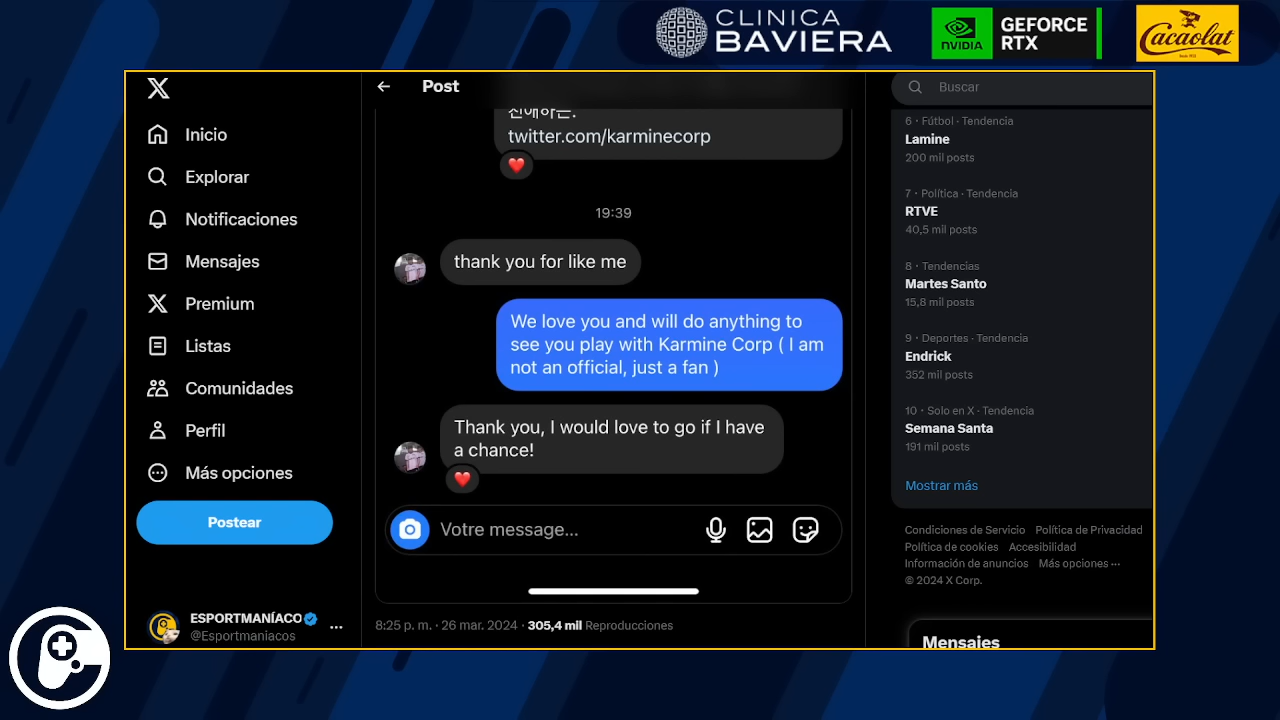 CLINICA
BAVIERA
NVIDIA
GEFORCE
RTX
Cacaolat
Inicio
Explorar
Notificaciones
Mensajes
Premium
Listas
Comunidades
Perfil
Más opciones
Postear
ESPORTMANÍACO
@Esportmaniacos
Post
친애하는.
twitter.com/karminecorp
19:39
thank you for like me
We love you and will do anything to
see you play with Karmine Corp ( I am
not an official, just a fan )
Thank you, I would love to go if I have
a chance!
Votre message...
8:25 p. m. · 26 mar. 2024 · 305,4 mil Reproducciones
Buscar
6 · Fútbol · Tendencia
Lamine
200 mil posts
7 · Política · Tendencia
RTVE
40,5 mil posts
8 · Tendencias
Martes Santo
15,8 mil posts
9 · Deportes · Tendencia
Endrick
352 mil posts
10 · Solo en X · Tendencia
Semana Santa
191 mil posts
Mostrar más
Condiciones de Servicio Política de Privacidad
Política de cookies Accesibilidad
Información de anuncios Más opciones ···
© 2024 X Corp.
Mensajes